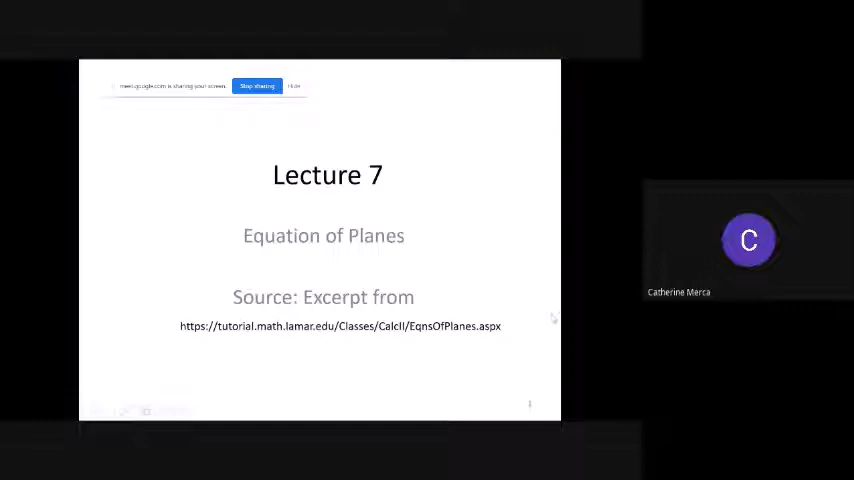 meet.google.com is sharing your screen. Stop sharing Hide
Lecture 7
Equation of Planes
Source: Excerpt from
https://tutorial.math.lamar.edu/Classes/CalcII/EqnsOfPlanes.aspx
1
C
Catherine Merca